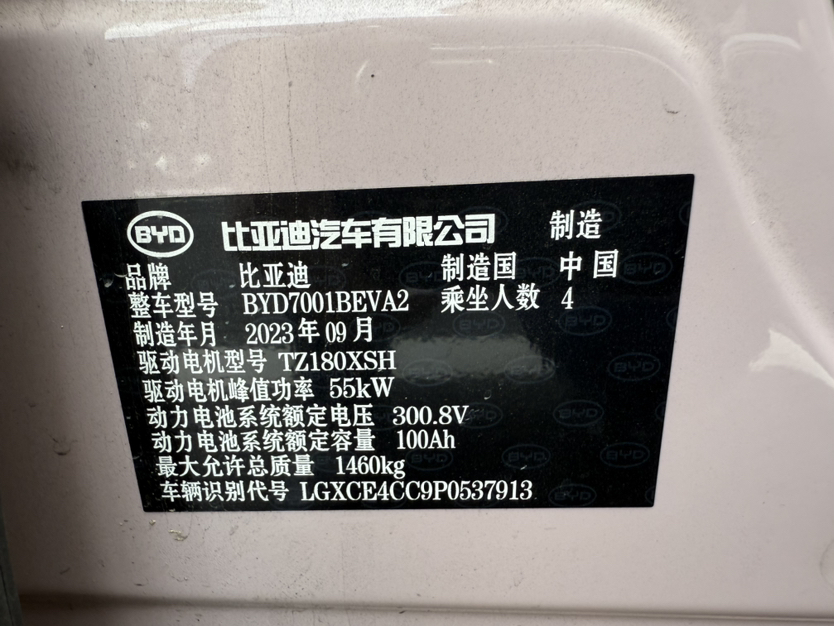 BYD 比亚迪汽车有限公司 制造
品牌 比亚迪 制造国 中国
整车型号 BYD7001BEVA2 乘坐人数 4
制造年月 2023年09月
驱动电机型号 TZ180XSH
驱动电机峰值功率 55kW
动力电池系统额定电压 300.8V
动力电池系统额定容量 100Ah
最大允许总质量 1460kg
车辆识别代号 LGXCE4CC9P0537913